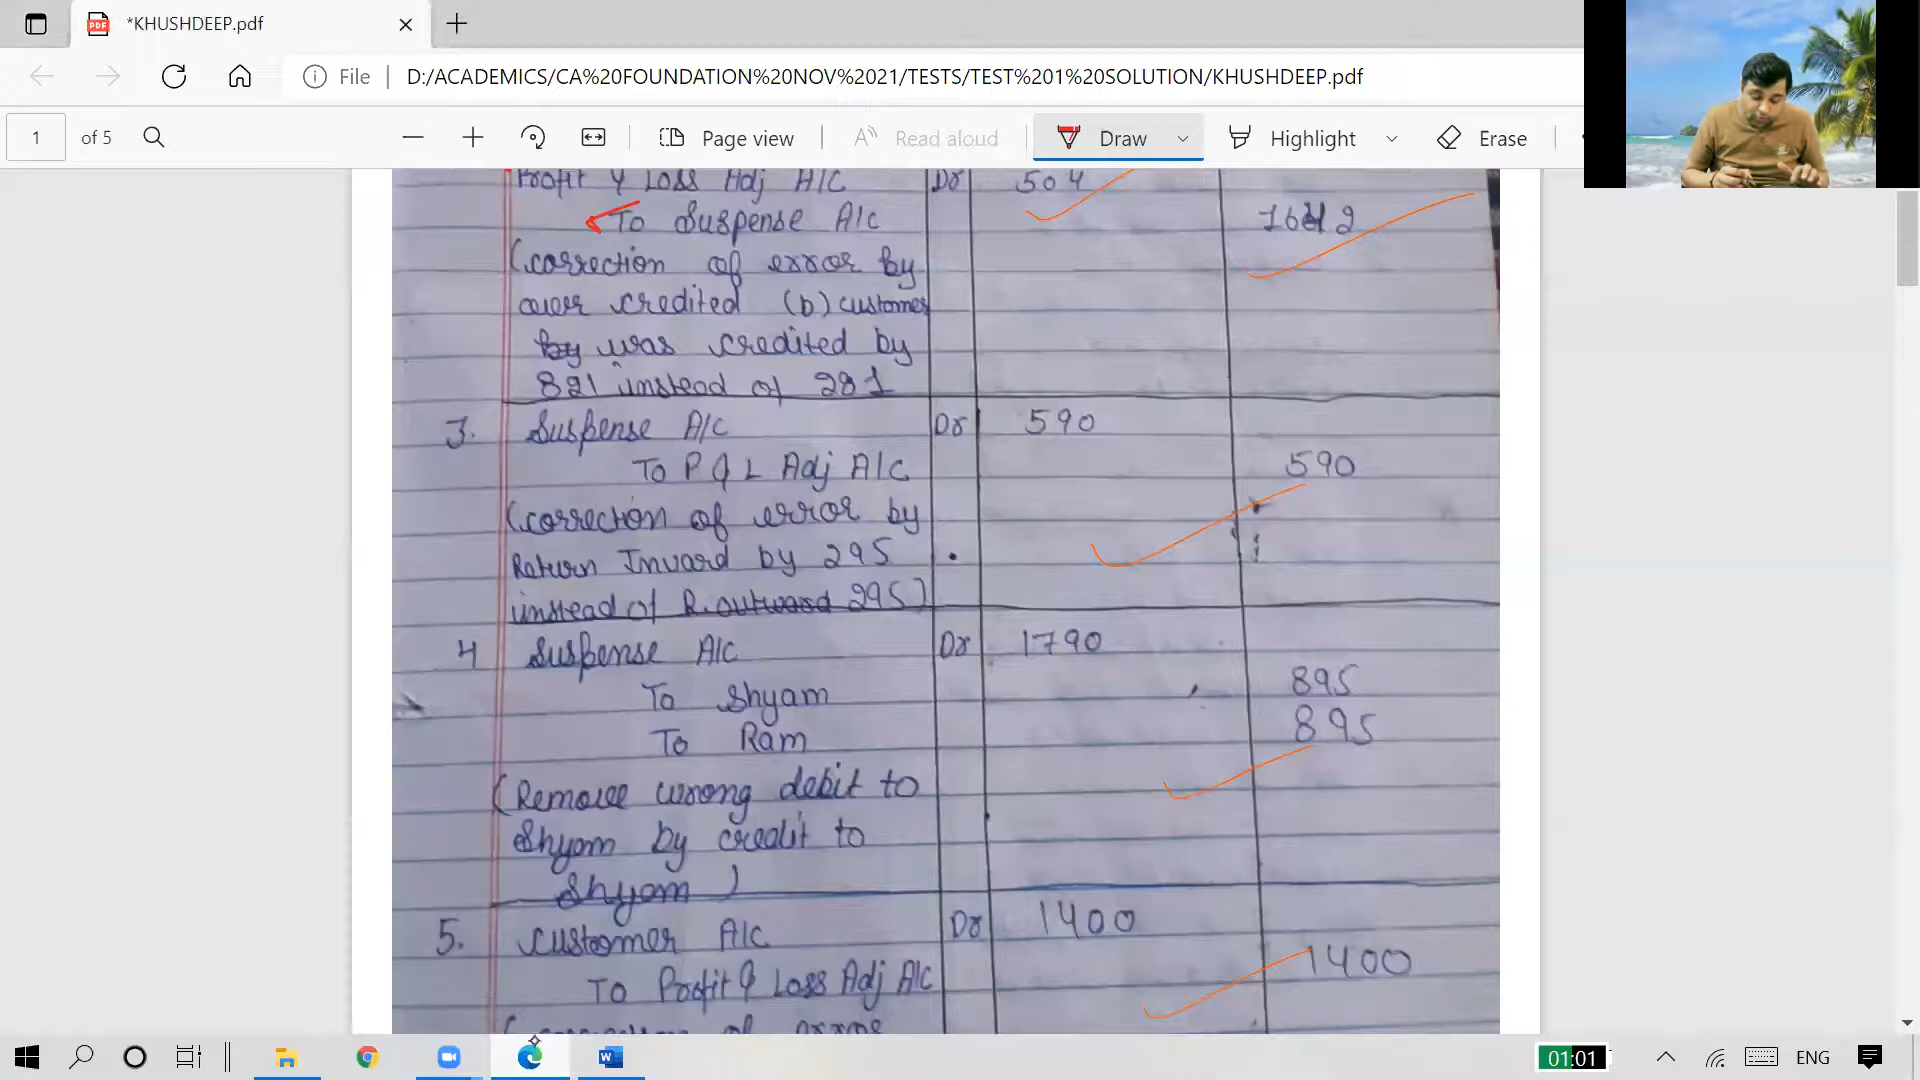 *KHUSHDEEP.pdf
File D:/ACADEMICS/CA%20FOUNDATION%20NOV%2021/TESTS/TEST%201%20SOLUTION/KHUSHDEEP.pdf
1 of 5 Page view Read aloud Draw Highlight Erase
Profit & Loss Adj A/C Dr 504
To Suspense A/c 1612
(correction of error by
over credited (b) customer
was credited by
821 instead of 281
3. Suspense A/c Dr 590
To P & L Adj A/C 590
(correction of error by
Return Inward by 295
instead of R.outward 295)
4 Suspense A/C Dr 1790
To Shyam 895
To Ram 895
(Remove wrong debit to
Shyam by credit to
Shyam )
5. Customer A/c Dr 1400
To Profit & Loss Adj A/c 1400
01:01 ENG